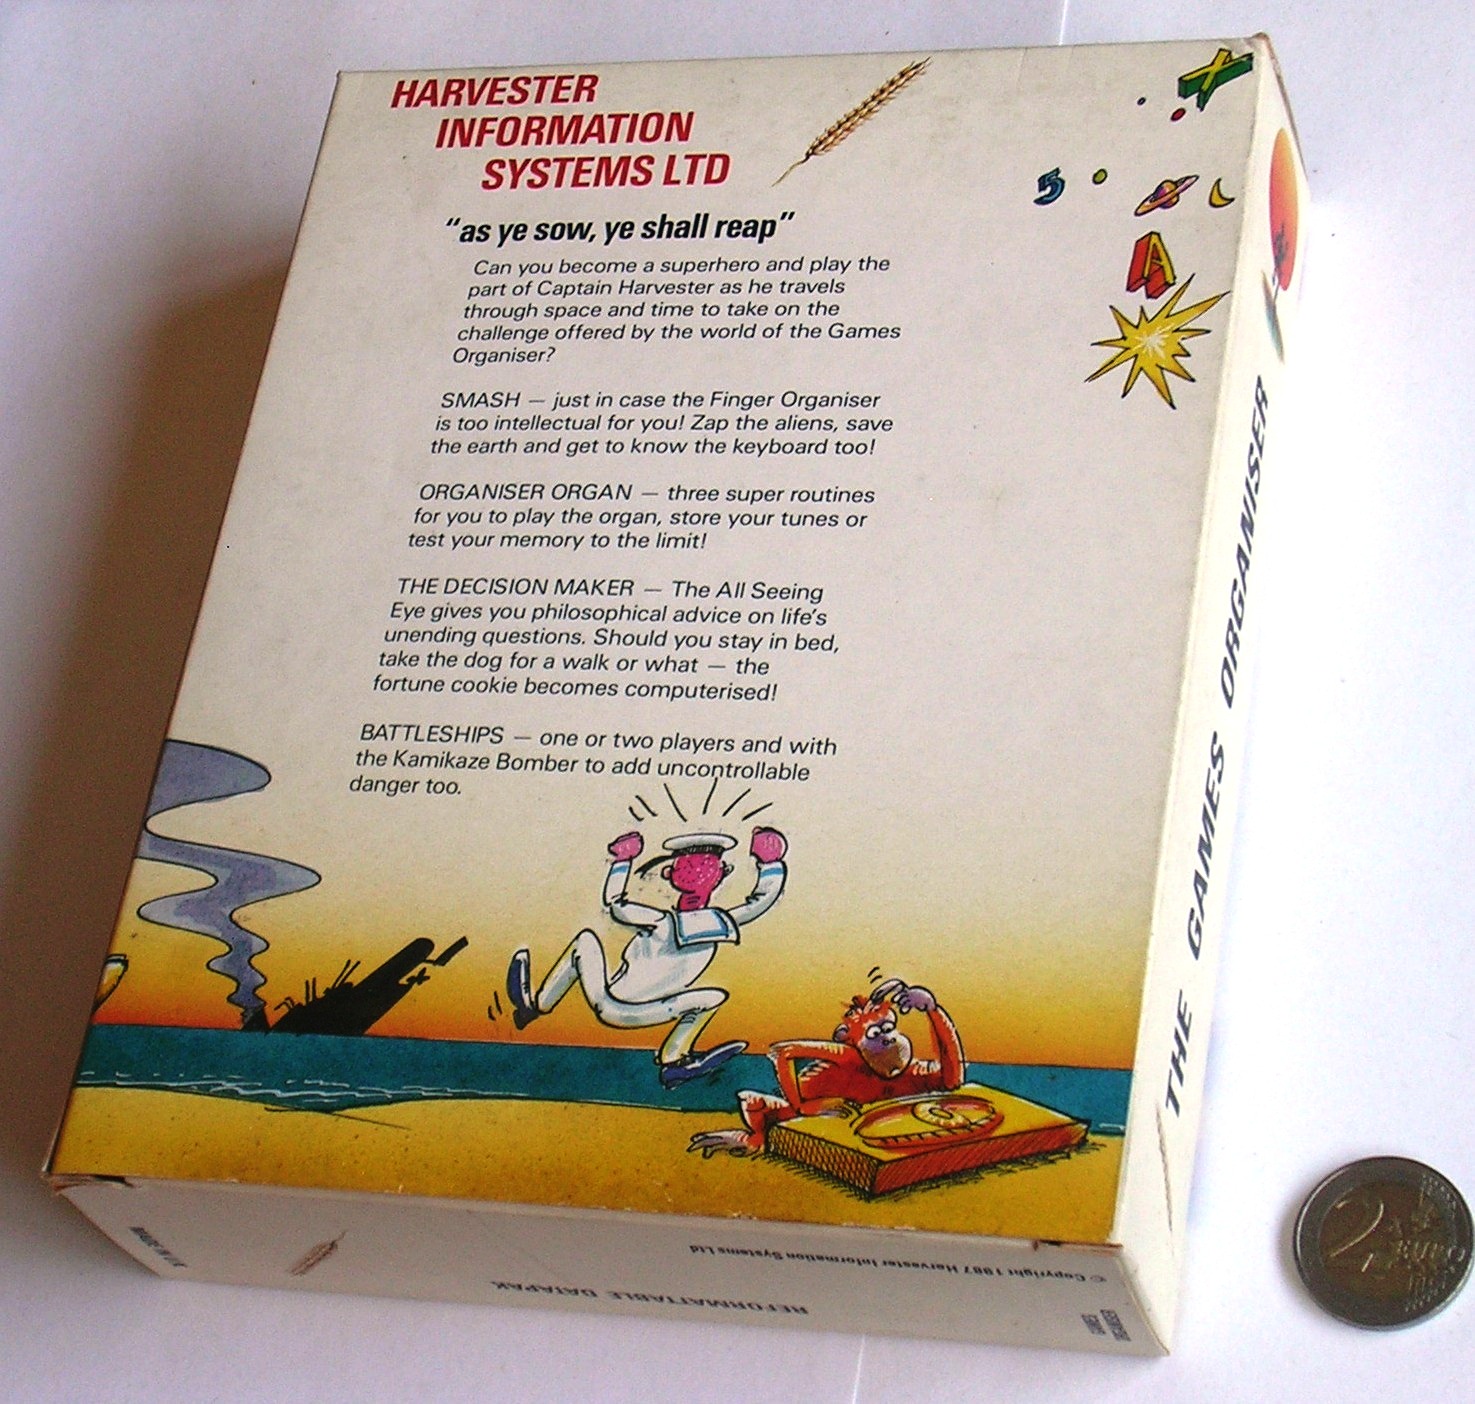 HARVESTER
INFORMATION
SYSTEMS LTD
"as ye sow, ye shall reap"
Can you become a superhero and play the
part of Captain Harvester as he travels
through space and time to take on the
challenge offered by the world of the Games
Organiser?
SMASH — just in case the Finger Organiser
is too intellectual for you! Zap the aliens, save
the earth and get to know the keyboard too!
ORGANISER ORGAN — three super routines
for you to play the organ, store your tunes or
test your memory to the limit!
THE DECISION MAKER — The All Seeing
Eye gives you philosophical advice on life's
unending questions. Should you stay in bed,
take the dog for a walk or what — the
fortune cookie becomes computerised!
BATTLESHIPS — one or two players and with
the Kamikaze Bomber to add uncontrollable
danger too.
X
5
A
THE GAMES ORGANISER
© Copyright 1987 Harvester Information Systems Ltd
REFORMATTABLE DATAPAK
GAMES
ORGANISER
2
EURO